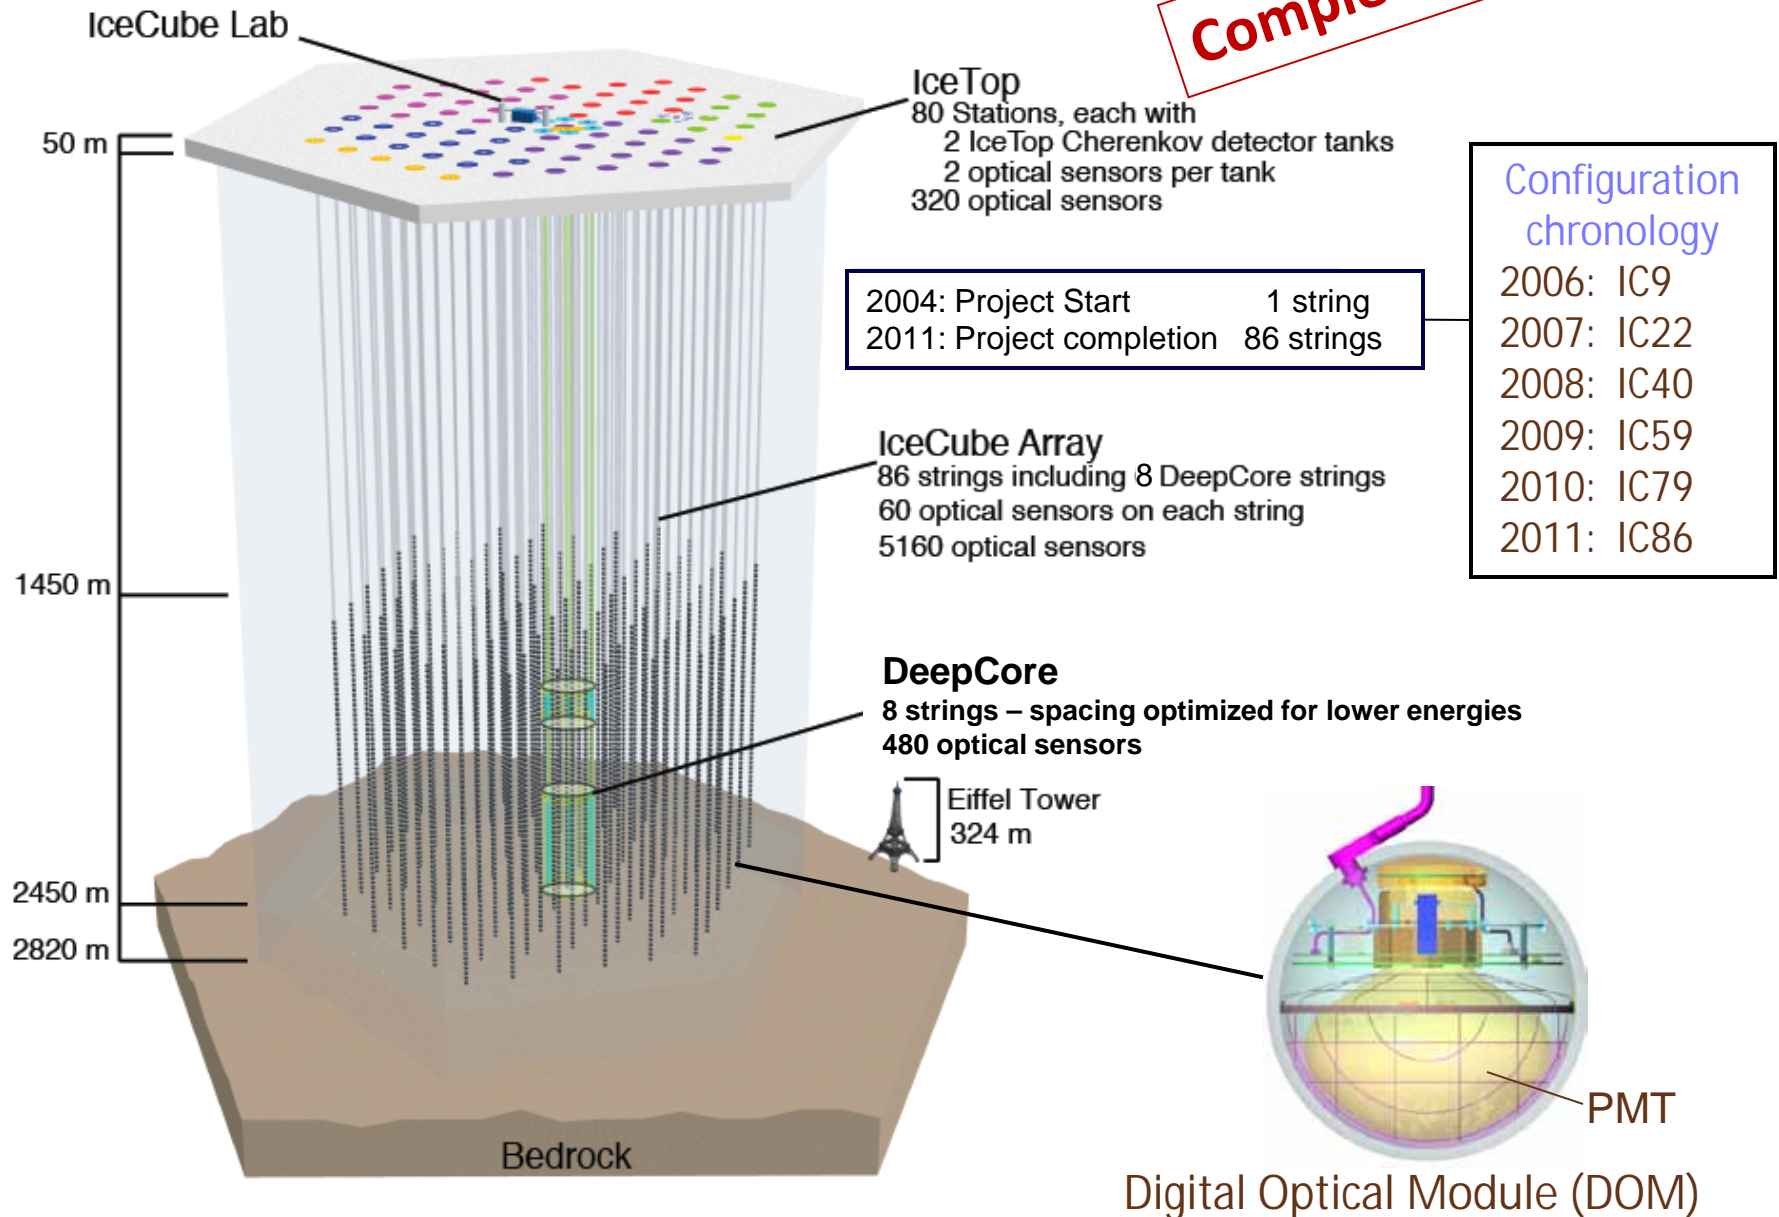 IceCube Lab
IceTop
80 Stations, each with
2 IceTop Cherenkov detector tanks
2 optical sensors per tank
320 optical sensors
50 m
Configuration
chronology
2006: IC9
2007: IC22
2008: IC40
2009: IC59
2010: IC79
2011: IC86
2004: Project Start 1 string
2011: Project completion 86 strings
IceCube Array
86 strings including 8 DeepCore strings
60 optical sensors on each string
5160 optical sensors
1450 m
DeepCore
8 strings – spacing optimized for lower energies
480 optical sensors
Eiffel Tower
324 m
2450 m
2820 m
Bedrock
PMT
Digital Optical Module (DOM)